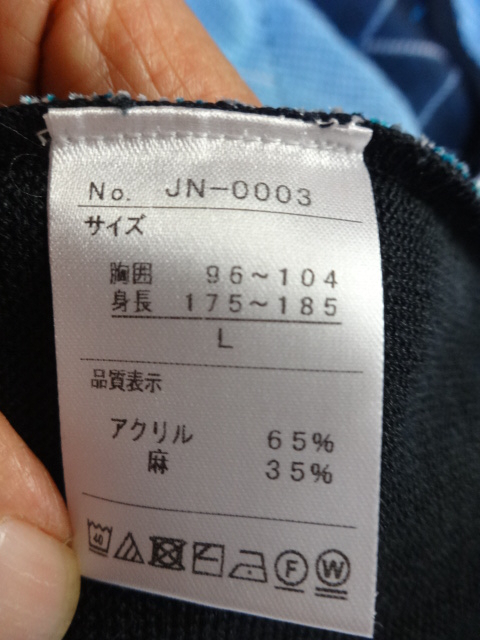 No. JN-0003
サイズ
胸囲 96～104
身長 175～185
L
品質表示
アクリル 65%
麻 35%
40
F W